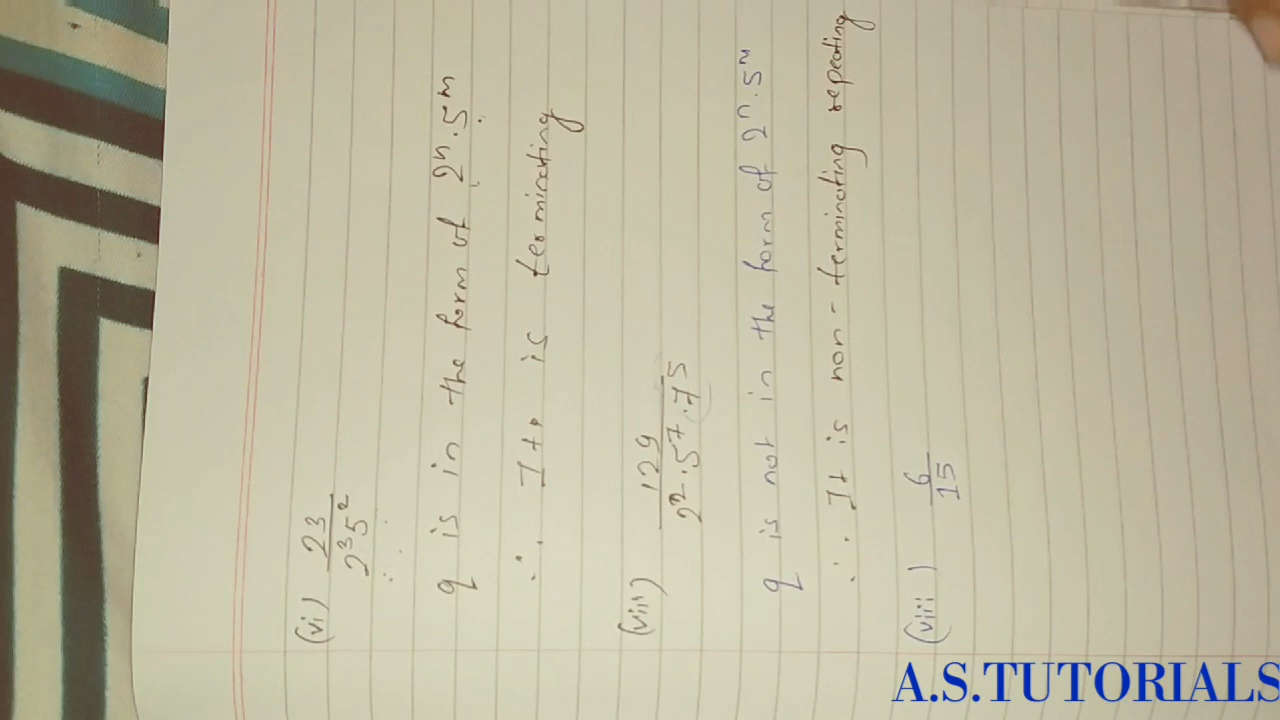 (vi) 23/2³5²
∴
q is in the form of 2ⁿ.5ᵐ
∴ It is terminating
(vii) 129/2².5⁷.7⁵
q is not in the form of 2ⁿ.5ᵐ
∴ It is non-terminating repeating
(viii) 6/15
A.S.TUTORIALS